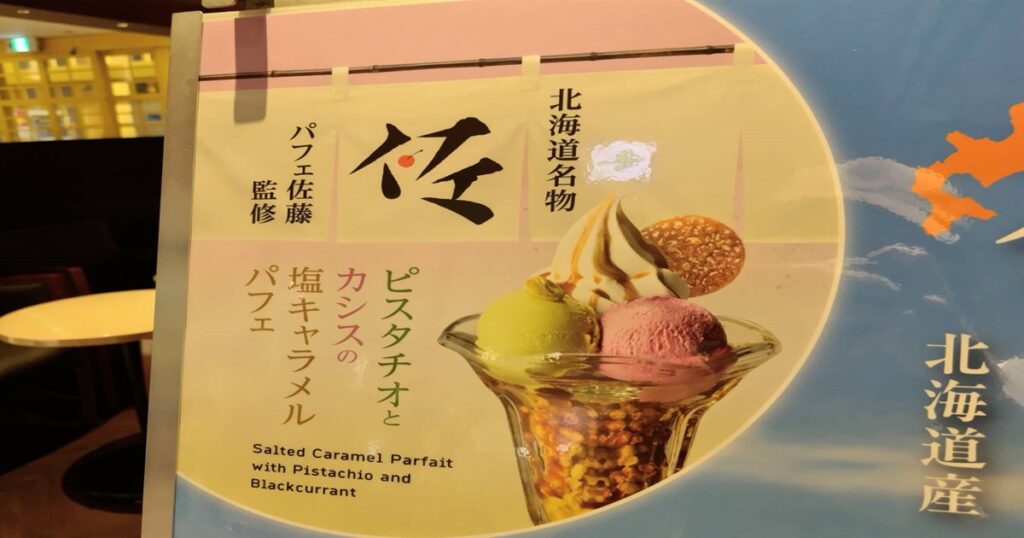 北海道名物
佐
パフェ佐藤
監修
ピスタチオと
カシスの
塩キャラメル
パフェ
Salted Caramel Parfait
with Pistachio and
Blackcurrant
北海道産